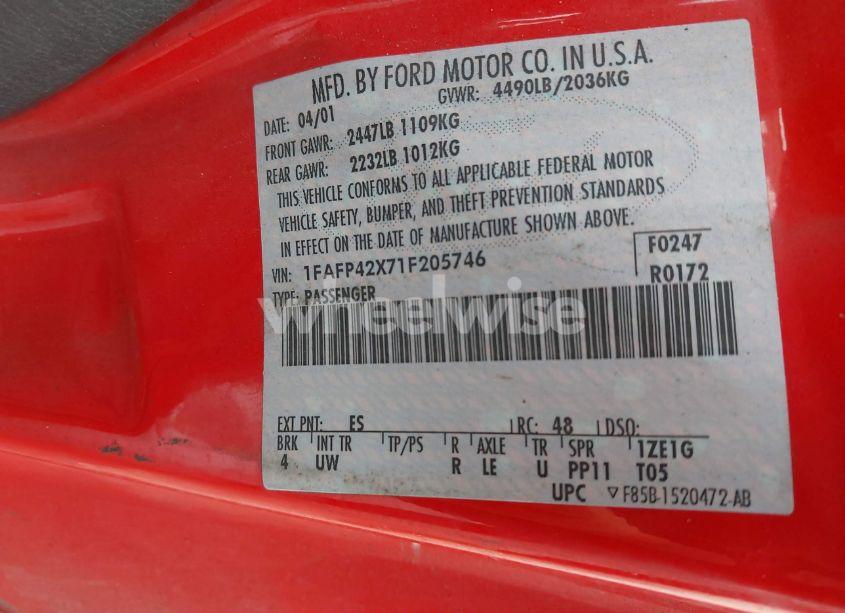 MFD. BY FORD MOTOR CO. IN U.S.A.
DATE: 04/01 GVWR: 4490LB/2036KG
FRONT GAWR: 2447LB 1109KG
REAR GAWR: 2232LB 1012KG
THIS VEHICLE CONFORMS TO ALL APPLICABLE FEDERAL MOTOR
VEHICLE SAFETY, BUMPER, AND THEFT PREVENTION STANDARDS
IN EFFECT ON THE DATE OF MANUFACTURE SHOWN ABOVE.
VIN: 1FAFP42X71F205746 F0247
TYPE: PASSENGER R0172
wheelwise
EXT PNT: ES RC: 48 DSO:
BRK INT TR TP/PS R AXLE TR SPR 1ZE1G
4 UW R LE U PP11 T05
UPC ▽ F85B-1520472-AB